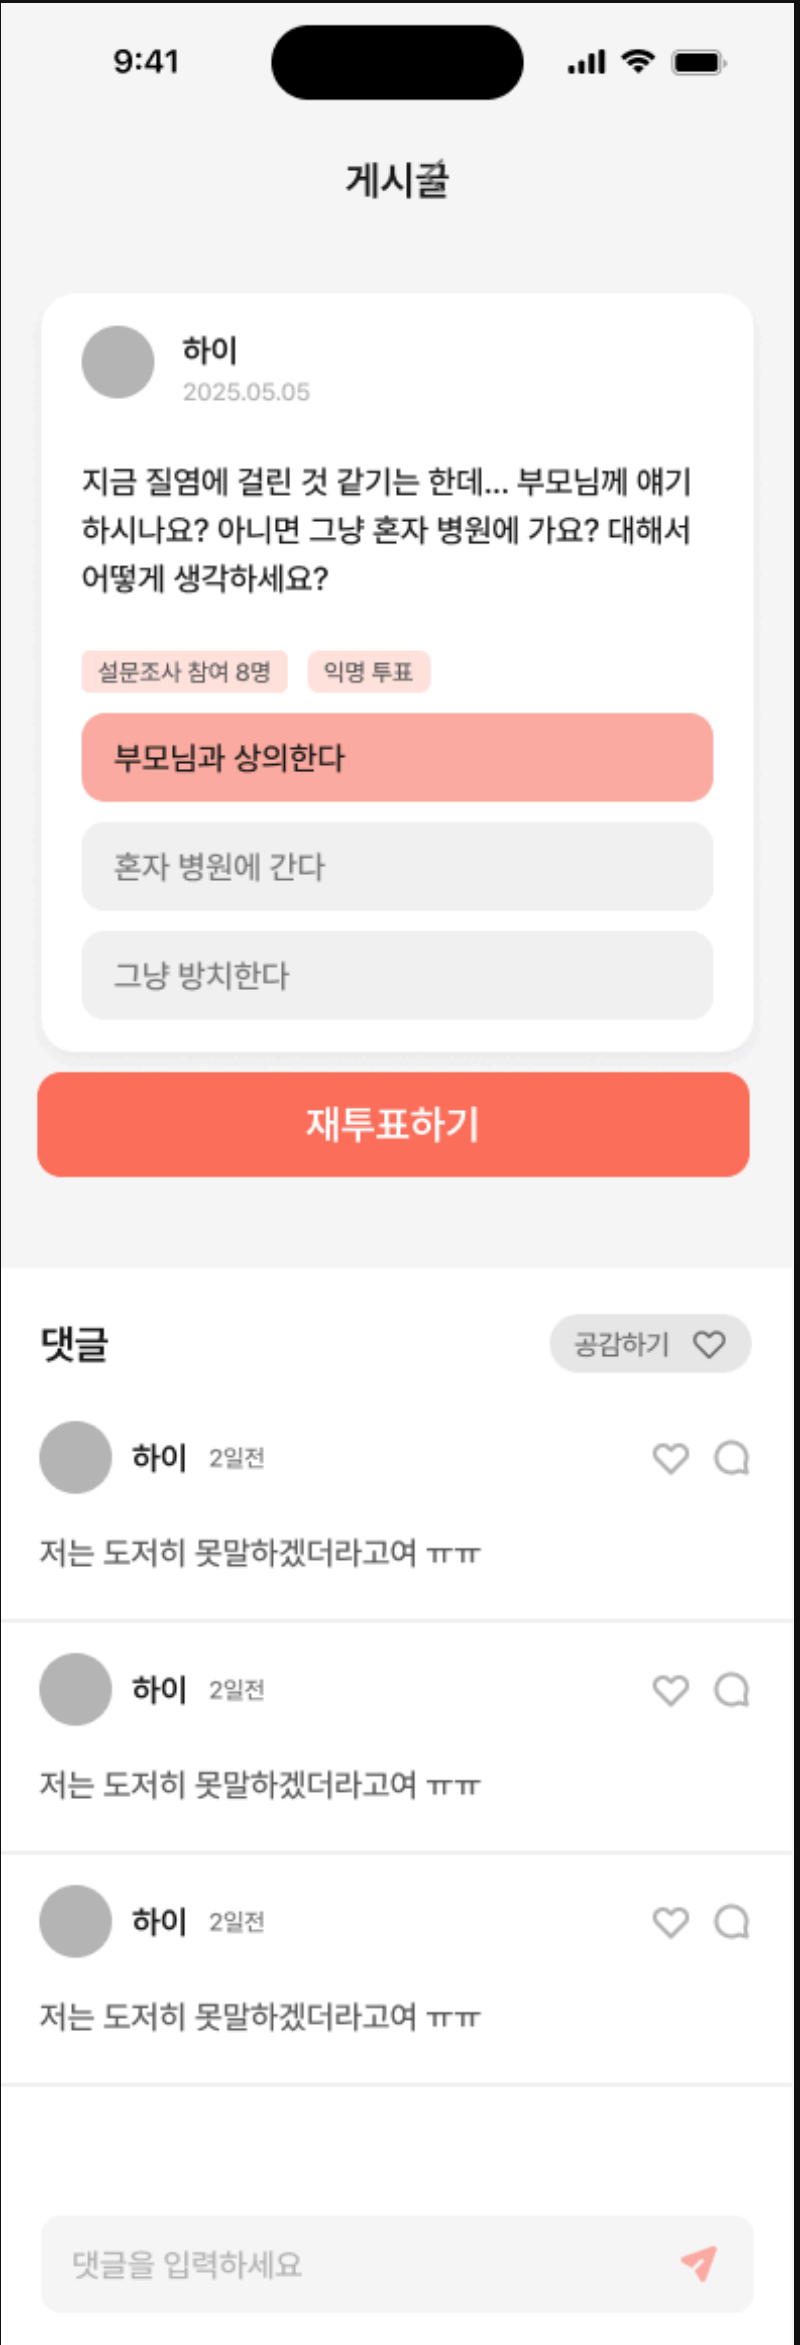 9:41
게시글
하이
2025.05.05
지금 질염에 걸린 것 같기는 한데... 부모님께 얘기
하시나요? 아니면 그냥 혼자 병원에 가요? 대해서
어떻게 생각하세요?
설문조사 참여 8명 익명 투표
부모님과 상의한다
혼자 병원에 간다
그냥 방치한다
재투표하기
댓글 공감하기
하이 2일전
저는 도저히 못말하겠더라고여 ㅠㅠ
하이 2일전
저는 도저히 못말하겠더라고여 ㅠㅠ
하이 2일전
저는 도저히 못말하겠더라고여 ㅠㅠ
댓글을 입력하세요